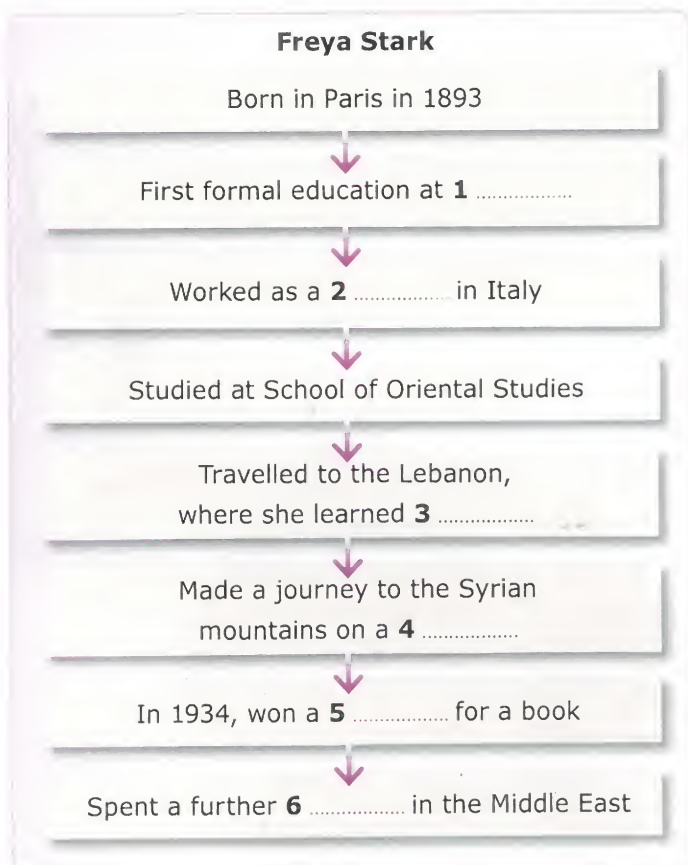 Freya Stark
Born in Paris in 1893
First formal education at 1 ..................
Worked as a 2 .................. in Italy
Studied at School of Oriental Studies
Travelled to the Lebanon,
where she learned 3 ..................
Made a journey to the Syrian
mountains on a 4 ..................
In 1934, won a 5 .................. for a book
Spent a further 6 .................. in the Middle East